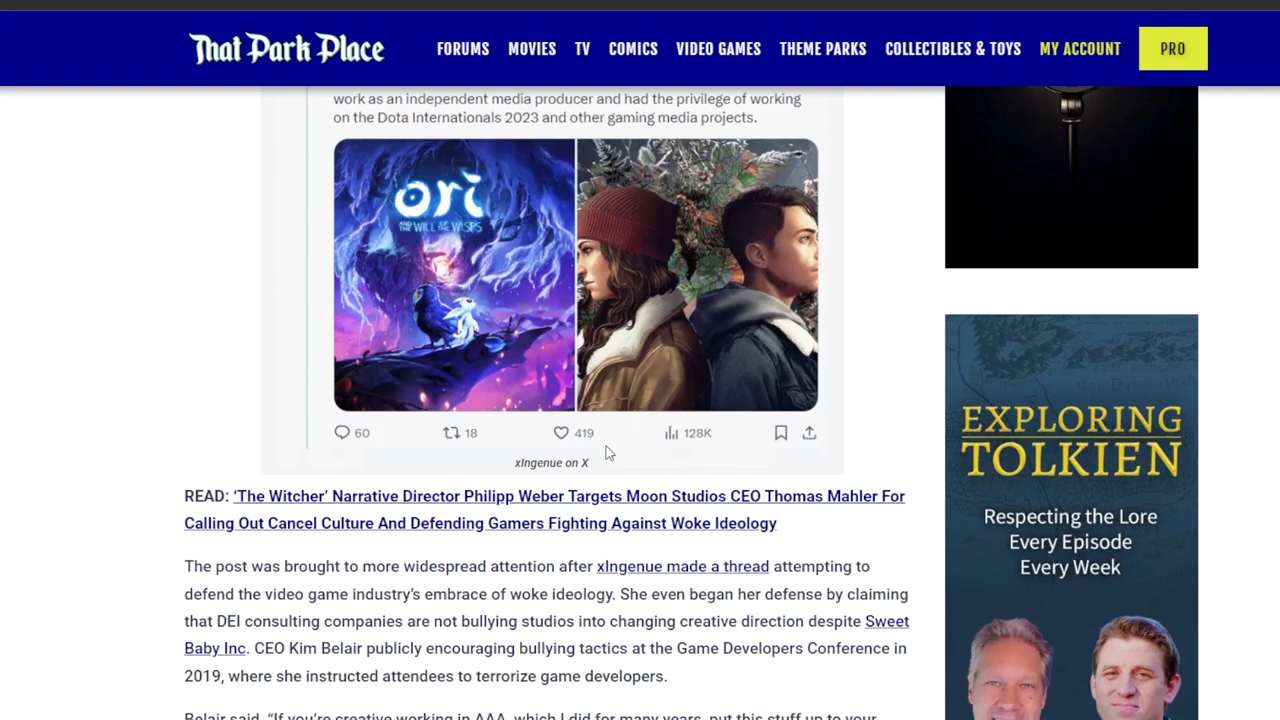 That Park Place
FORUMS MOVIES TV COMICS VIDEO GAMES THEME PARKS COLLECTIBLES & TOYS MY ACCOUNT PRO
work as an independent media producer and had the privilege of working
on the Dota Internationals 2023 and other gaming media projects.
ori
AND THE WILL OF THE WISPS
60 18 419 128K
xIngenue on X
READ: ‘The Witcher’ Narrative Director Philipp Weber Targets Moon Studios CEO Thomas Mahler For
Calling Out Cancel Culture And Defending Gamers Fighting Against Woke Ideology
The post was brought to more widespread attention after xIngenue made a thread attempting to
defend the video game industry’s embrace of woke ideology. She even began her defense by claiming
that DEI consulting companies are not bullying studios into changing creative direction despite Sweet
Baby Inc. CEO Kim Belair publicly encouraging bullying tactics at the Game Developers Conference in
2019, where she instructed attendees to terrorize game developers.
Belair said, “If you’re creative working in AAA, which I did for many years, put this stuff up to your
EXPLORING
TOLKIEN
Respecting the Lore
Every Episode
Every Week